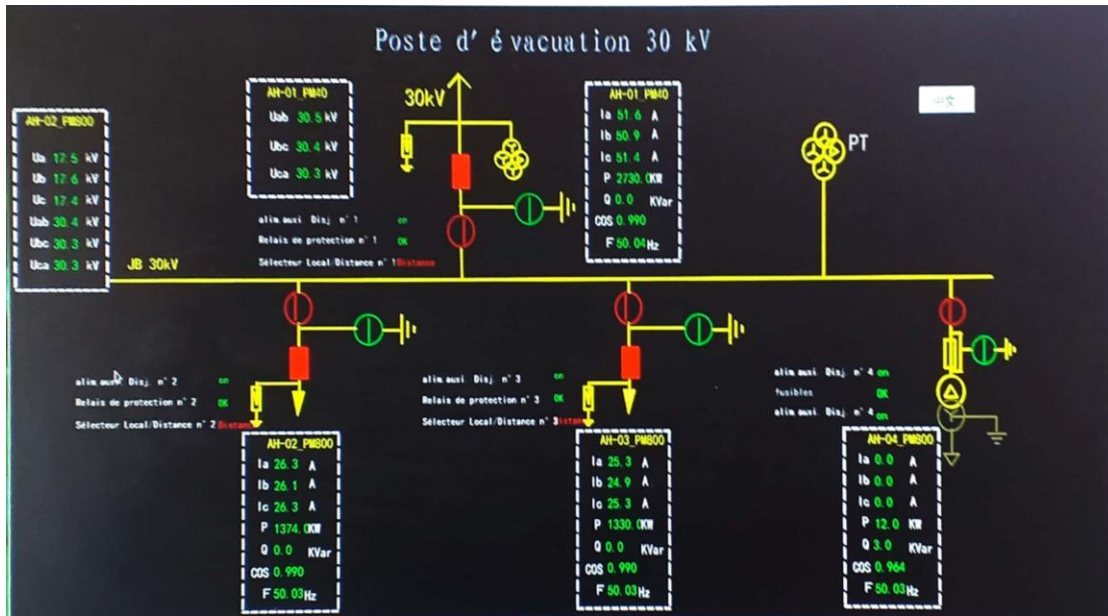 Poste d' évacuation 30 kV
AH-02_PM800
Ua 17.5 kV
Ub 17.6 kV
Uc 17.4 kV
Uab 30.4 kV
Ubc 30.3 kV
Uca 30.3 kV
AH-01_PM40
Uab 30.5 kV
Ubc 30.4 kV
Uca 30.3 kV
30kV
AH-01_PM40
Ia 51.6 A
Ib 50.9 A
Ic 51.4 A
P 2730.0KW
Q 0.0 KVar
COS 0.990
F 50.04Hz
中文
PT
alim.auxi. Disj. n° 1 on
Relais de protection n° 1 OK
Sélecteur Local/Distance n° 1Distance
JB 30kV
alim.auxi. Disj. n° 2 on
Relais de protection n° 2 OK
Sélecteur Local/Distance n° 2 Distan
alim.auxi. Disj. n° 3 on
Relais de protection n° 3 OK
Sélecteur Local/Distance n° 3Distan
alim.auxi. Disj. n° 4 on
fusibles OK
alim.auxi. Disj. n° 4 on
AH-02_PM800
Ia 26.3 A
Ib 26.1 A
Ic 26.3 A
P 1374.0KW
Q 0.0 KVar
COS 0.990
F 50.03Hz
AH-03_PM800
Ia 25.3 A
Ib 24.9 A
Ic 25.3 A
P 1330.0KW
Q 0.0 KVar
COS 0.990
F 50.03Hz
AH-04_PM800
Ia 0.0 A
Ib 0.0 A
Ic 0.0 A
P 12.0 KW
Q 3.0 KVar
COS 0.964
F 50.03Hz